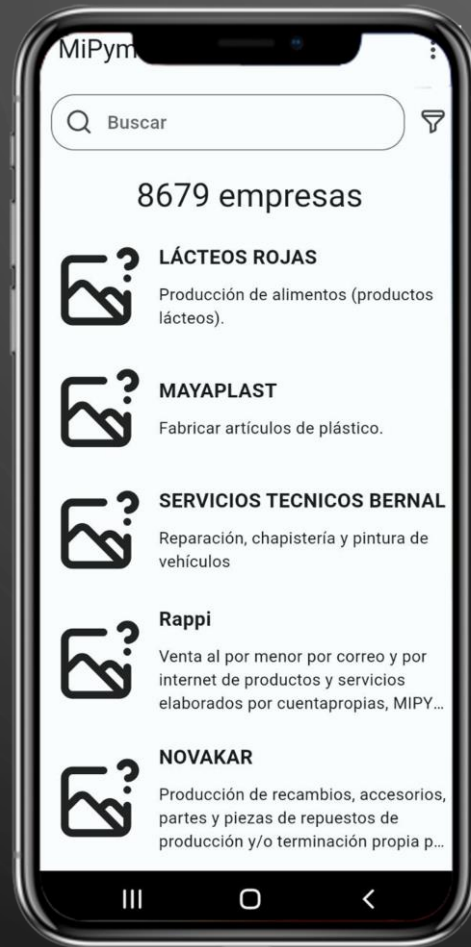 MiPym
Buscar
8679 empresas
LÁCTEOS ROJAS
Producción de alimentos (productos
lácteos).
MAYAPLAST
Fabricar artículos de plástico.
SERVICIOS TECNICOS BERNAL
Reparación, chapistería y pintura de
vehículos
Rappi
Venta al por menor por correo y por
internet de productos y servicios
elaborados por cuentapropias, MIPY…
NOVAKAR
Producción de recambios, accesorios,
partes y piezas de repuestos de
producción y/o terminación propia p…